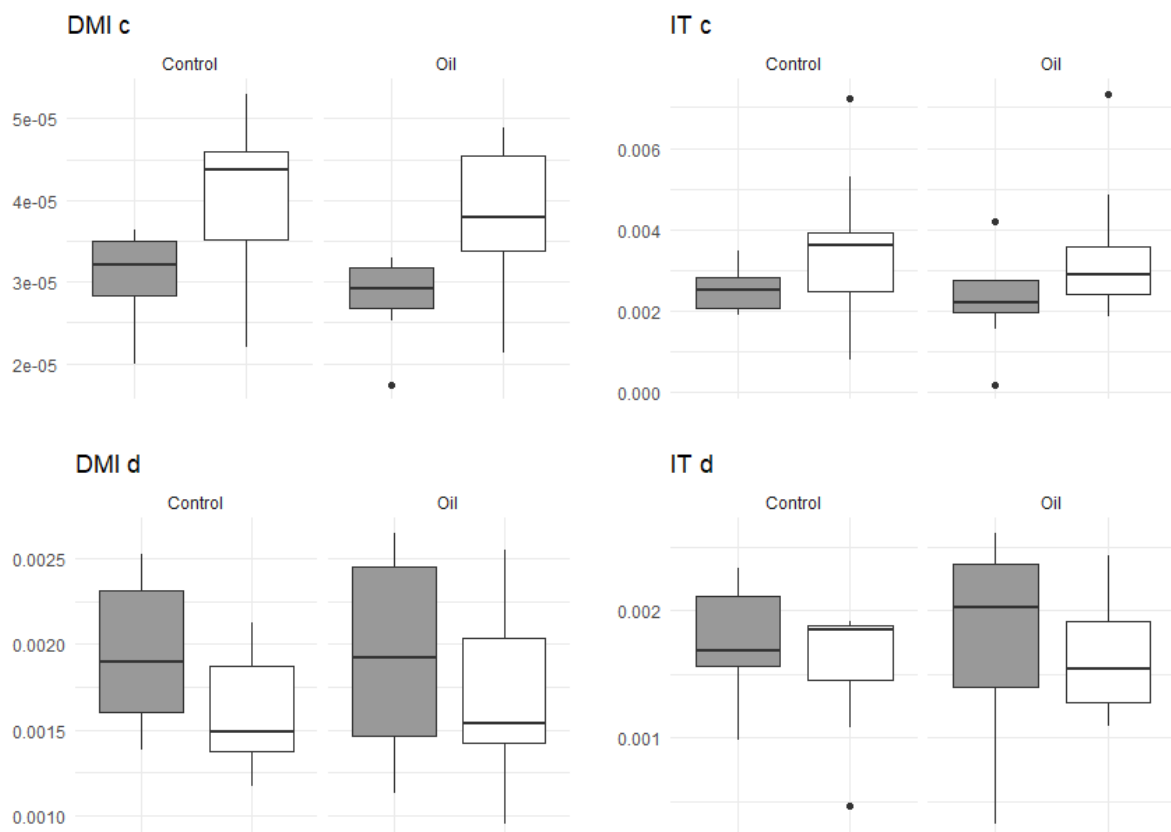 DMI c
Control
Oil
5e-05
4e-05
3e-05
2e-05
IT c
Control
Oil
0.006
0.004
0.002
0.000
DMI d
Control
Oil
0.0025
0.0020
0.0015
0.0010
IT d
Control
Oil
0.002
0.001